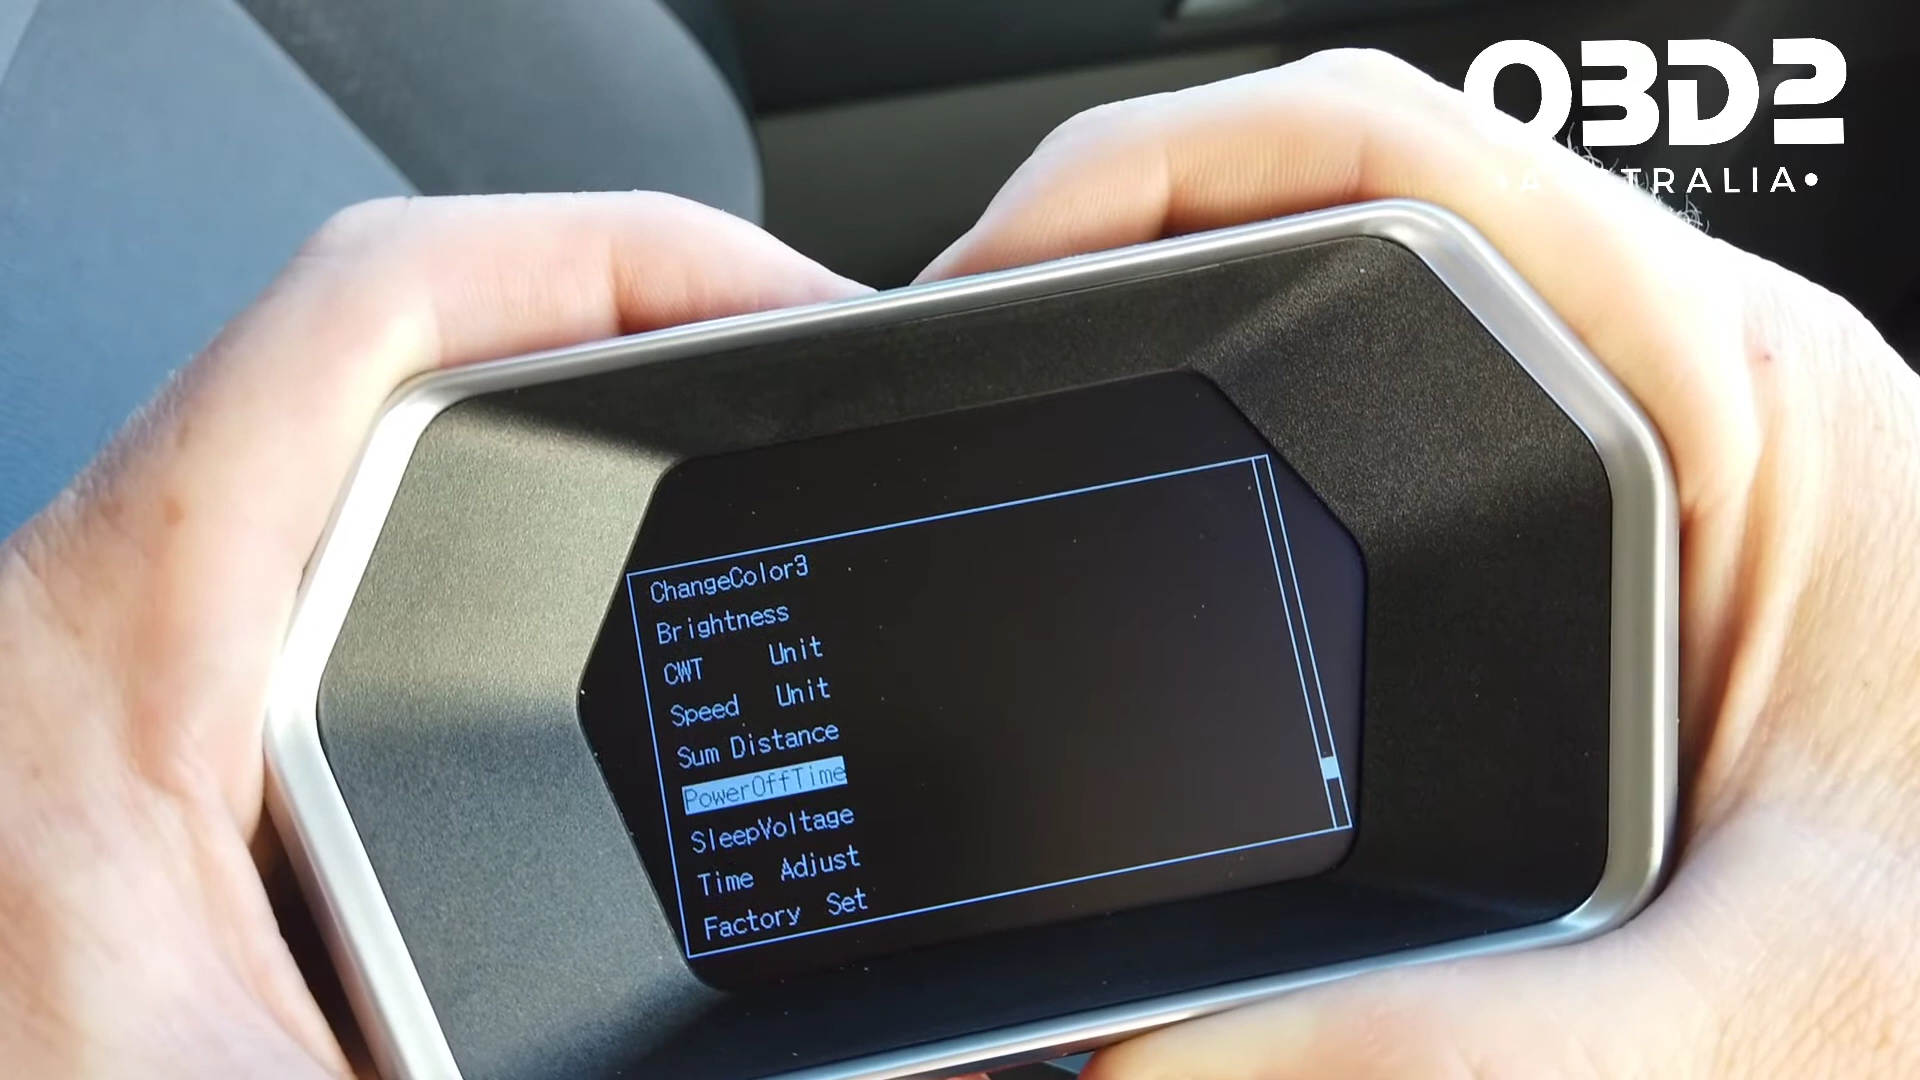 OBD2
AUSTRALIA
ChangeColor3
Brightness
CWT Unit
Speed Unit
Sum Distance
PowerOffTime
SleepVoltage
Time Adjust
Factory Set